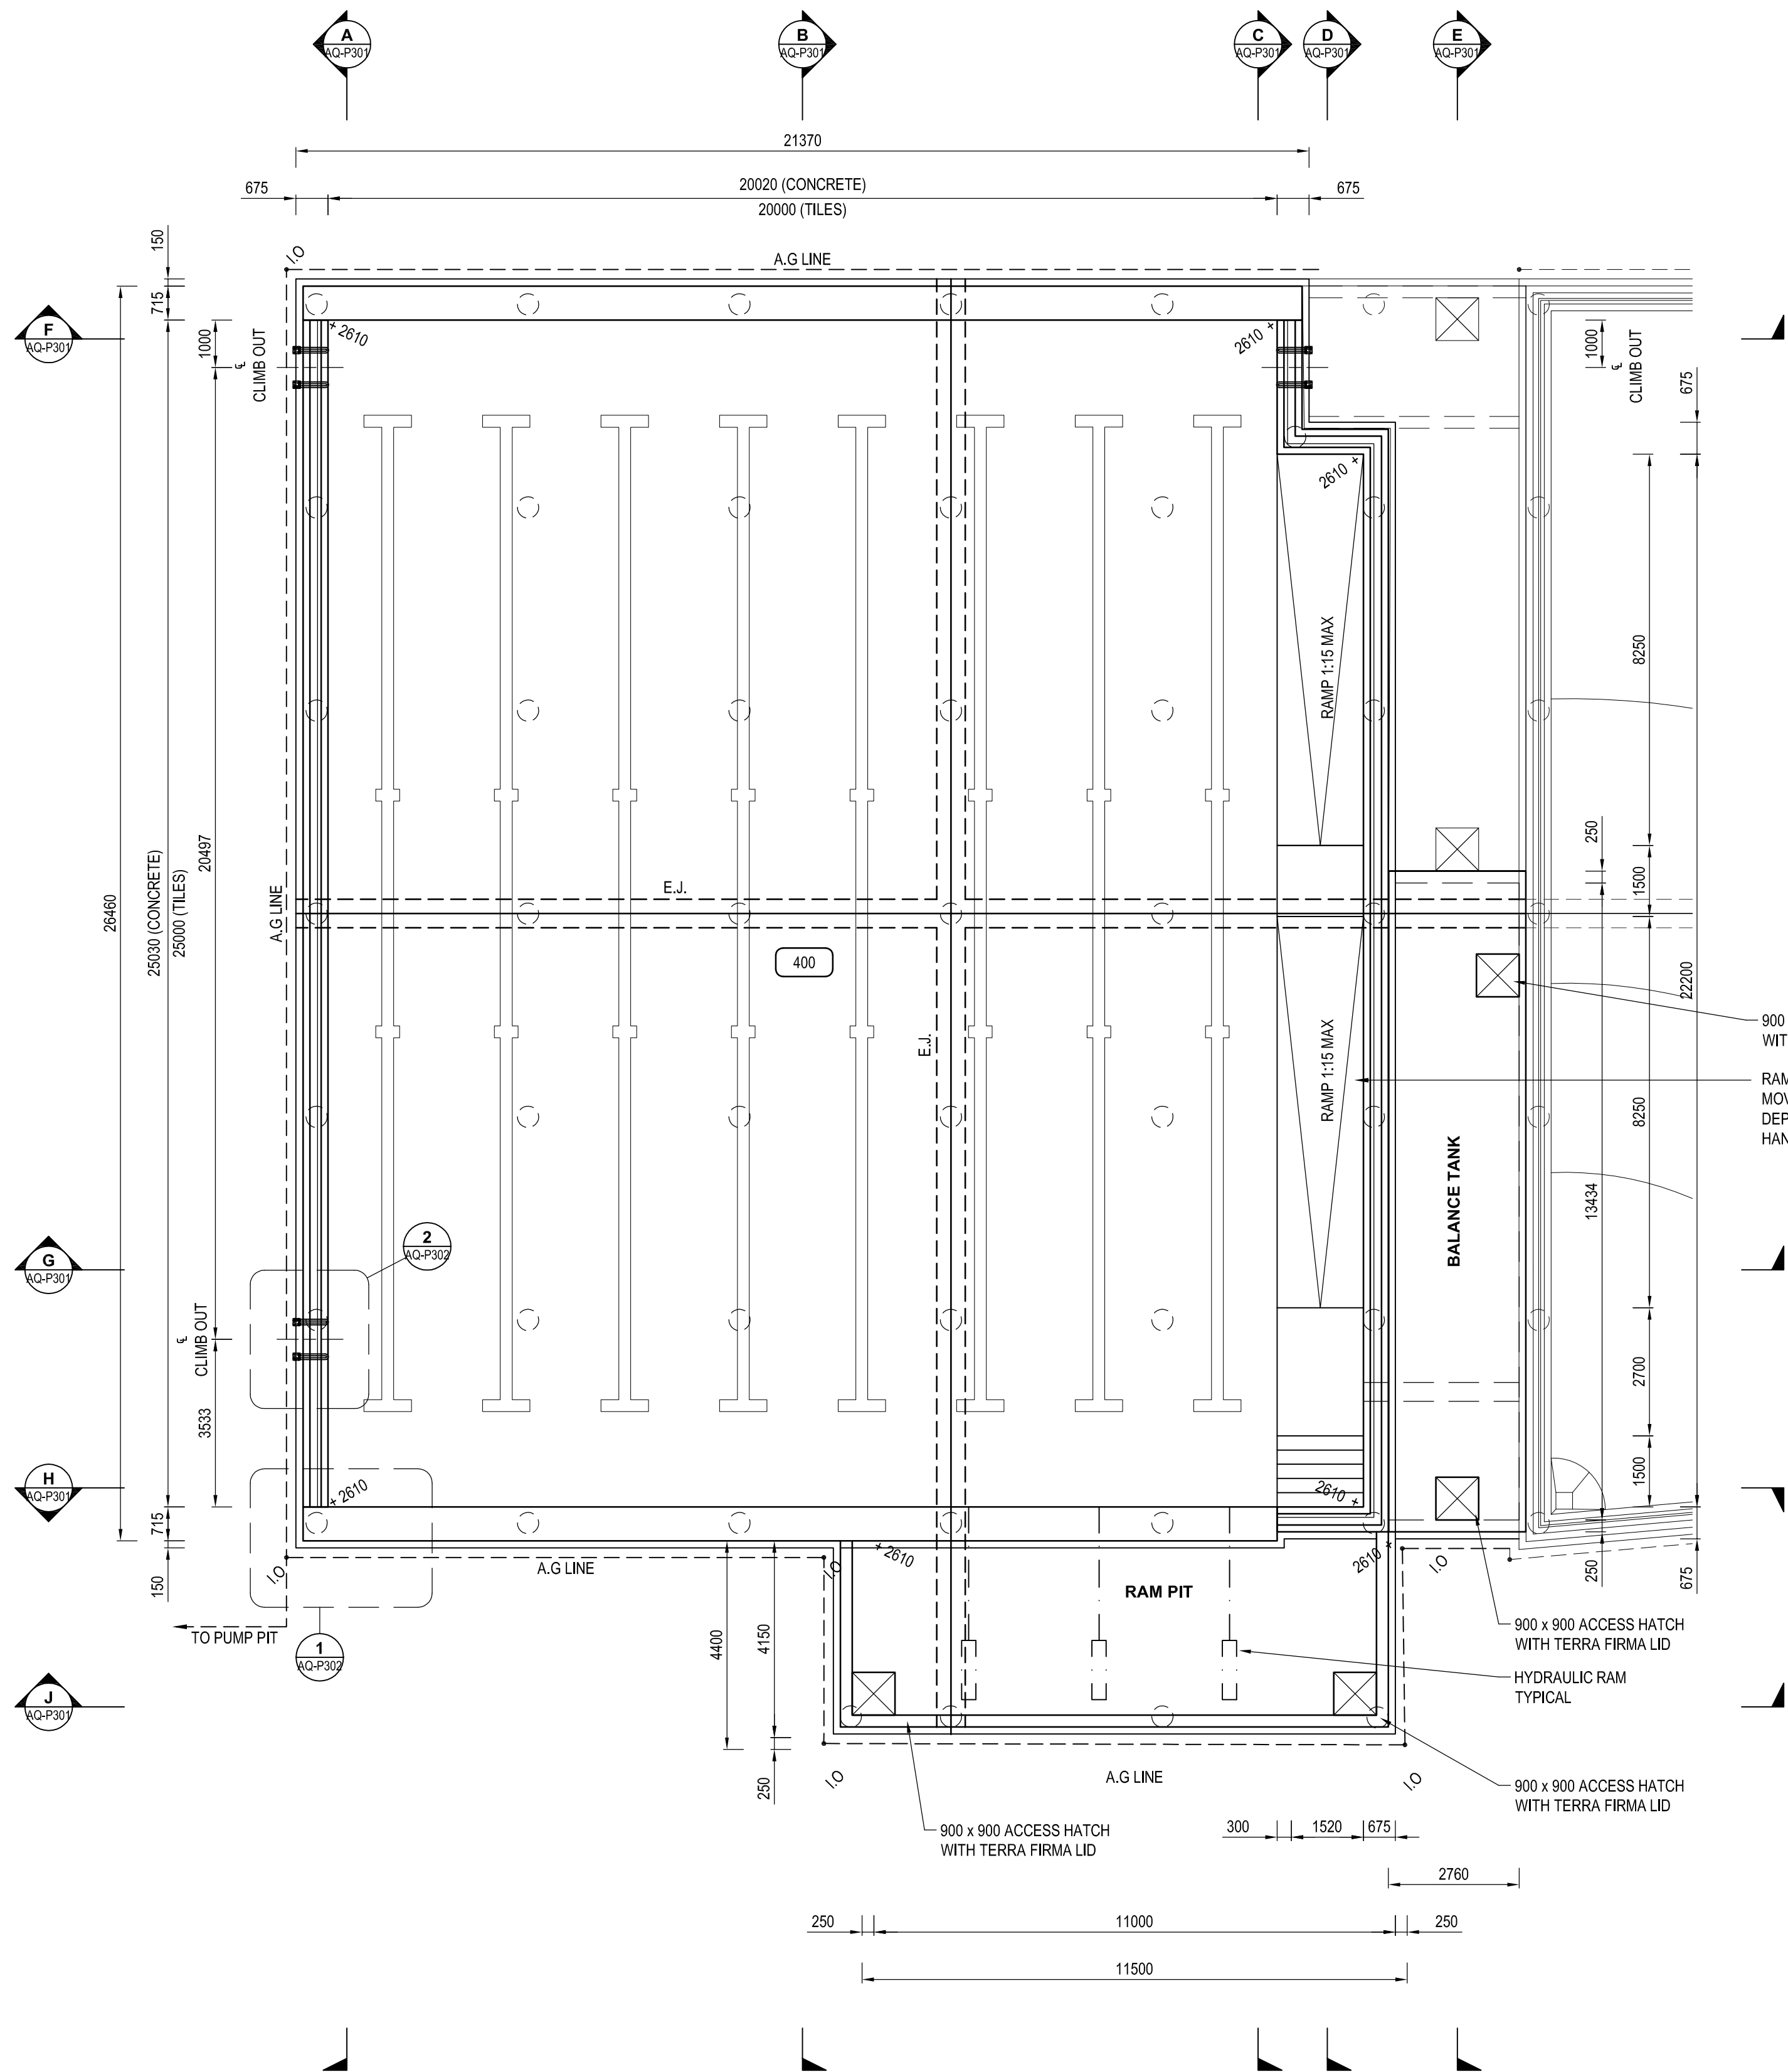 A
AQ-P301
B
AQ-P301
C
AQ-P301
D
AQ-P301
E
AQ-P301
21370
675
20020 (CONCRETE)
20000 (TILES)
675
150
I.O
A.G LINE
715
F
AQ-P301
1000
℄
CLIMB OUT
2610
2610
1000
℄
CLIMB OUT
675
2610
RAMP 1:15 MAX
8250
26460
25030 (CONCRETE)
25000 (TILES)
20497
A.G LINE
E.J.
250
1500
400
22200
E.J.
900
WIT
RAMP 1:15 MAX
8250
RAM
MOV
DEP
HAN
BALANCE TANK
13434
2
AQ-P302
G
AQ-P301
℄
CLIMB OUT
2700
3533
H
AQ-P301
2610
2610
1500
715
150
I.O
A.G LINE
I.O
2610
2610
I.O
250
675
RAM PIT
TO PUMP PIT
1
AQ-P302
4400
4150
900 x 900 ACCESS HATCH
WITH TERRA FIRMA LID
HYDRAULIC RAM
TYPICAL
J
AQ-P301
250
I.O
A.G LINE
I.O
900 x 900 ACCESS HATCH
WITH TERRA FIRMA LID
900 x 900 ACCESS HATCH
WITH TERRA FIRMA LID
300
1520
675
2760
250
11000
250
11500